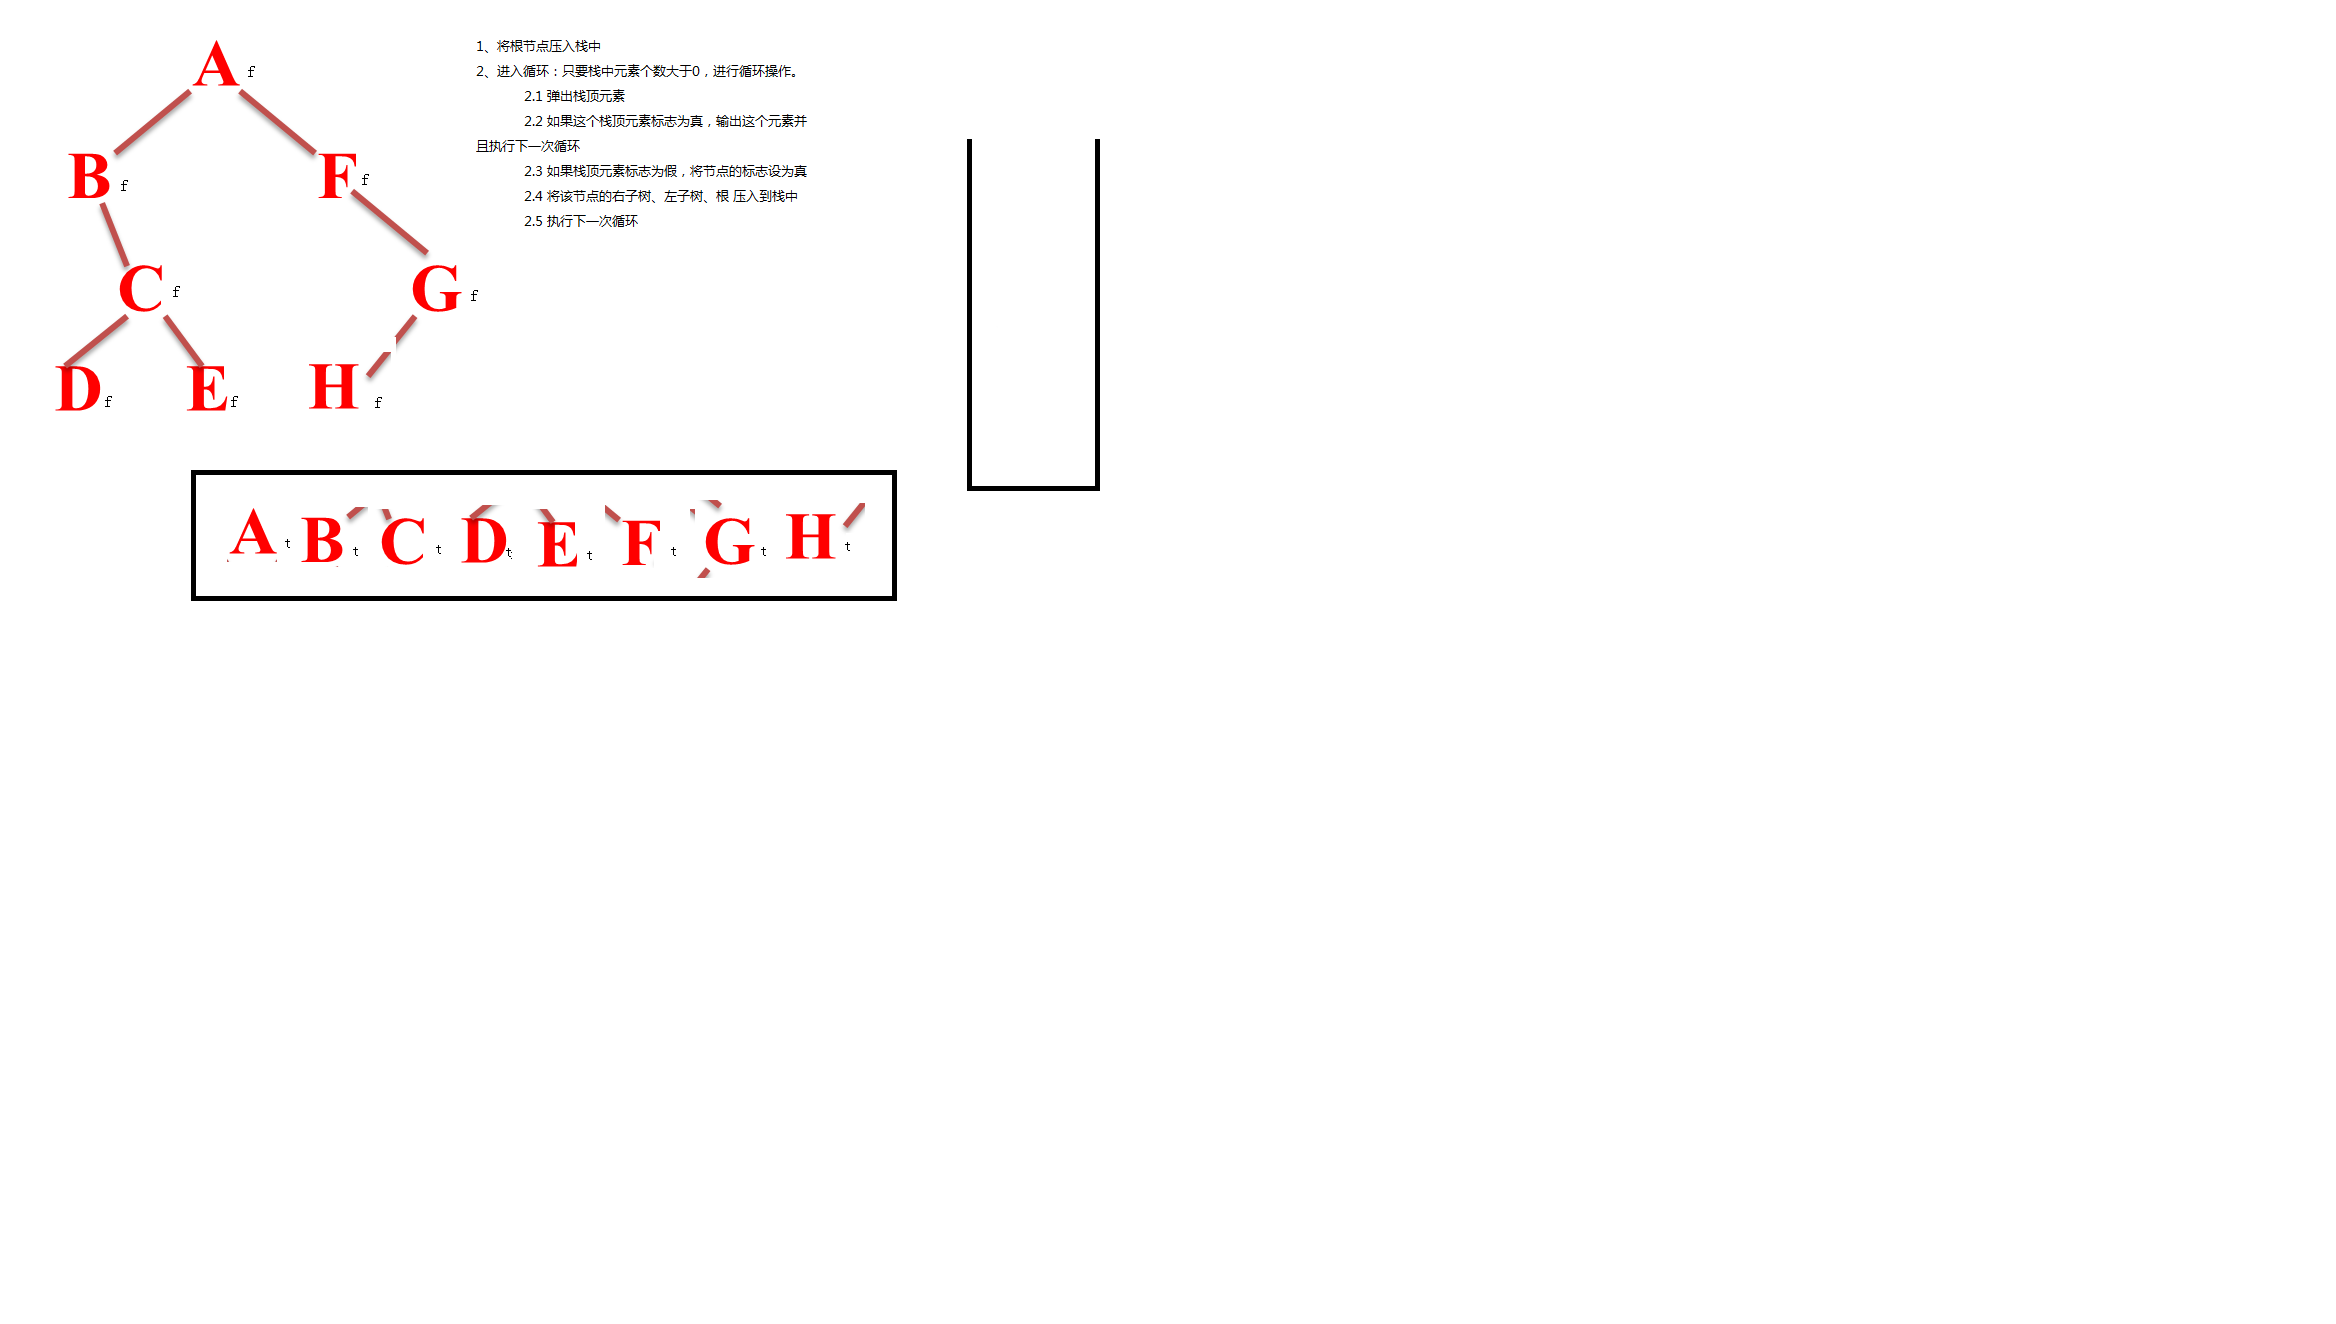 A f
B f
F f
C f
G f
D f
E f
H f
1、将根节点压入栈中
2、进入循环：只要栈中元素个数大于0，进行循环操作。
2.1 弹出栈顶元素
2.2 如果这个栈顶元素标志为真，输出这个元素并
且执行下一次循环
2.3 如果栈顶元素标志为假，将节点的标志设为真
2.4 将该节点的右子树、左子树、根 压入到栈中
2.5 执行下一次循环
A t B t C t D t E t F t G t H t